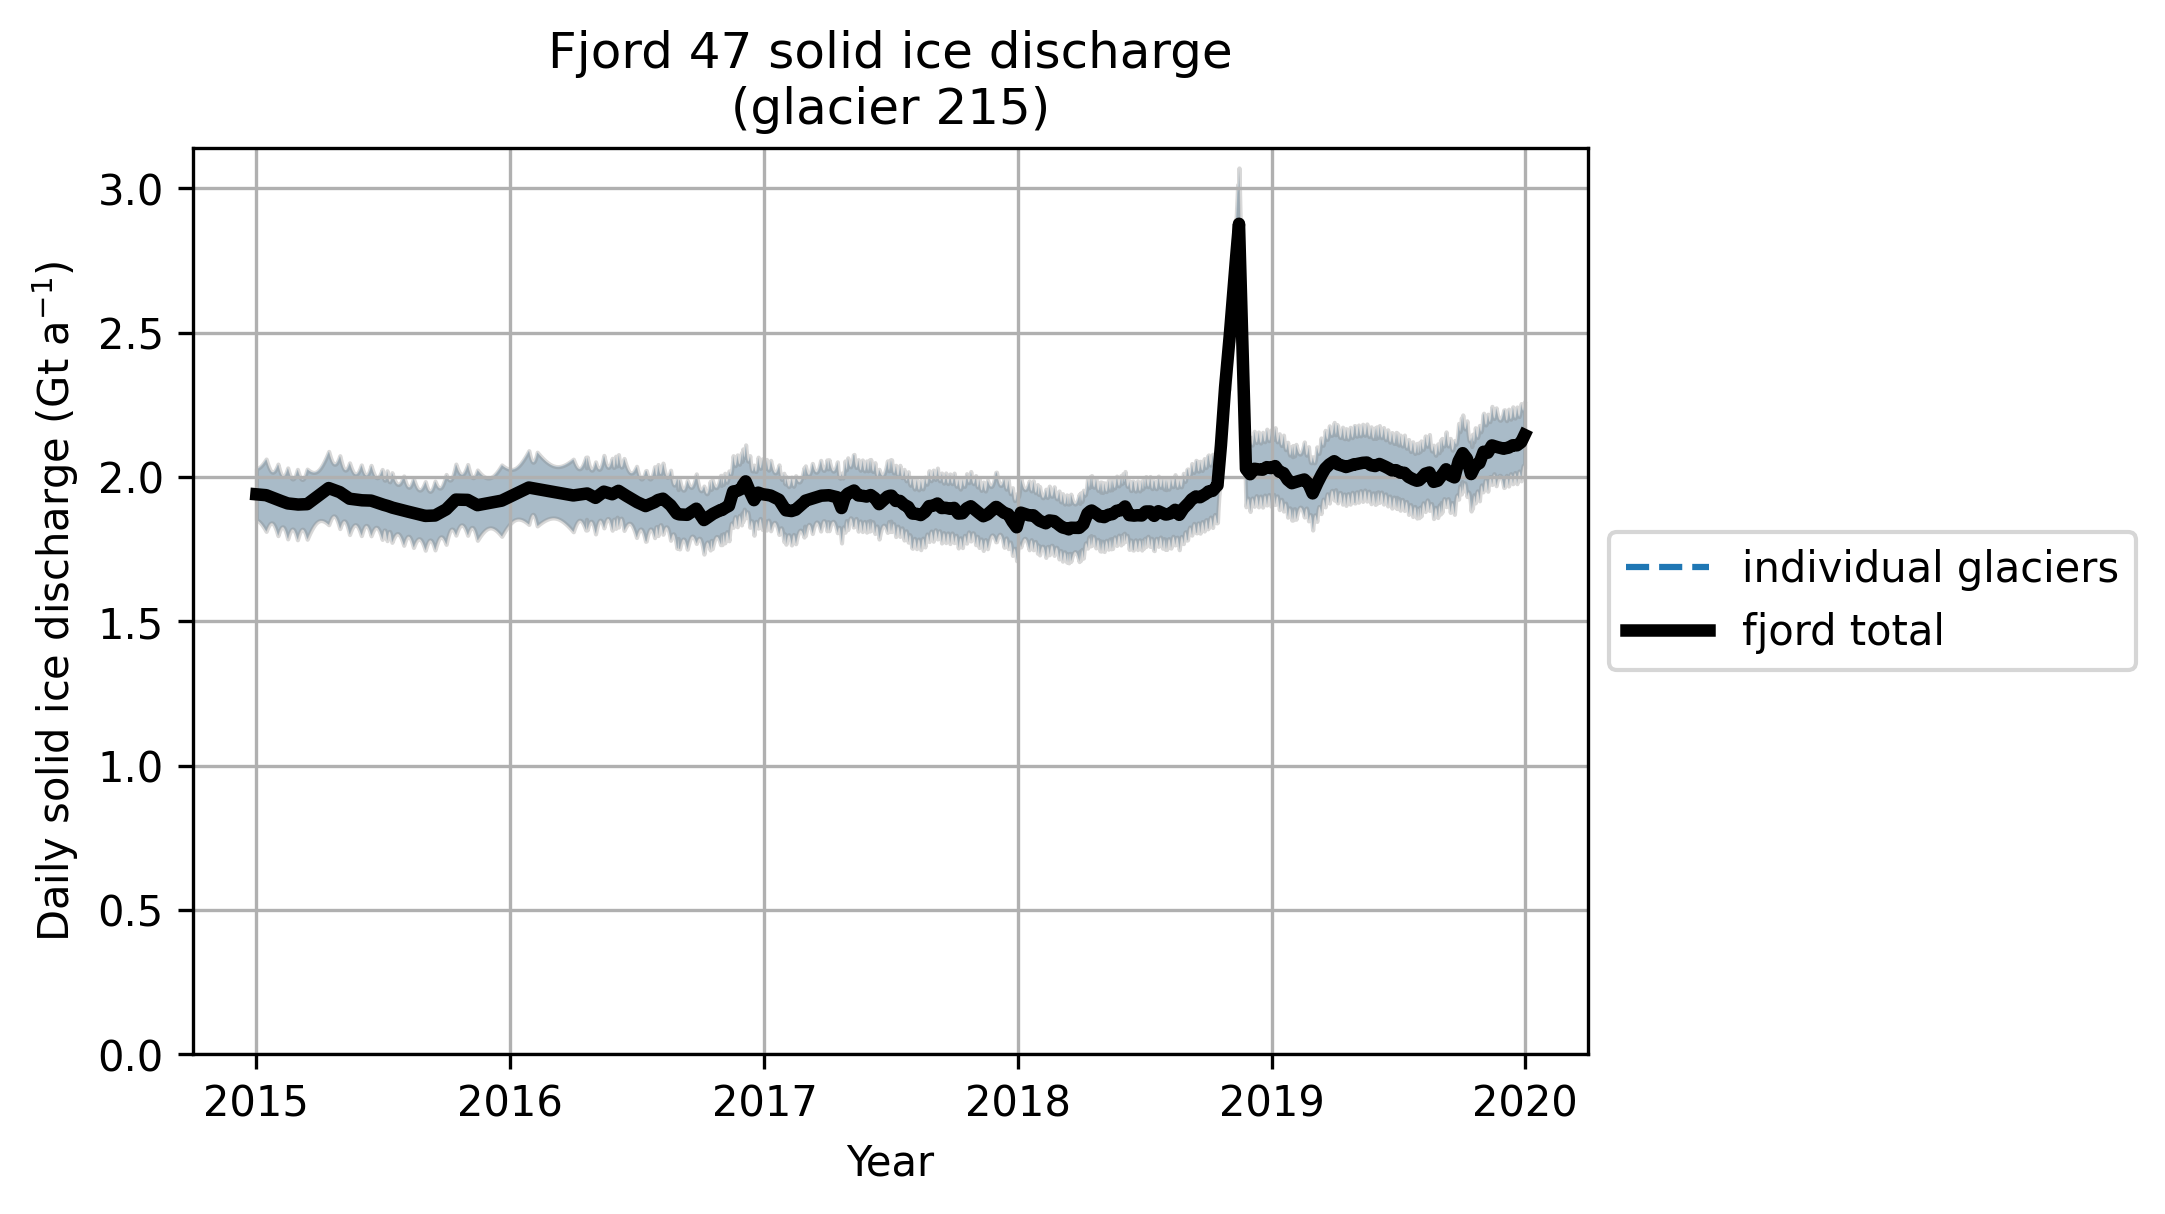 Fjord 47 solid ice discharge
(glacier 215)
Daily solid ice discharge (Gt a⁻¹)
3.0
2.5
2.0
1.5
1.0
0.5
0.0
2015 2016 2017 2018 2019 2020
Year
individual glaciers
fjord total